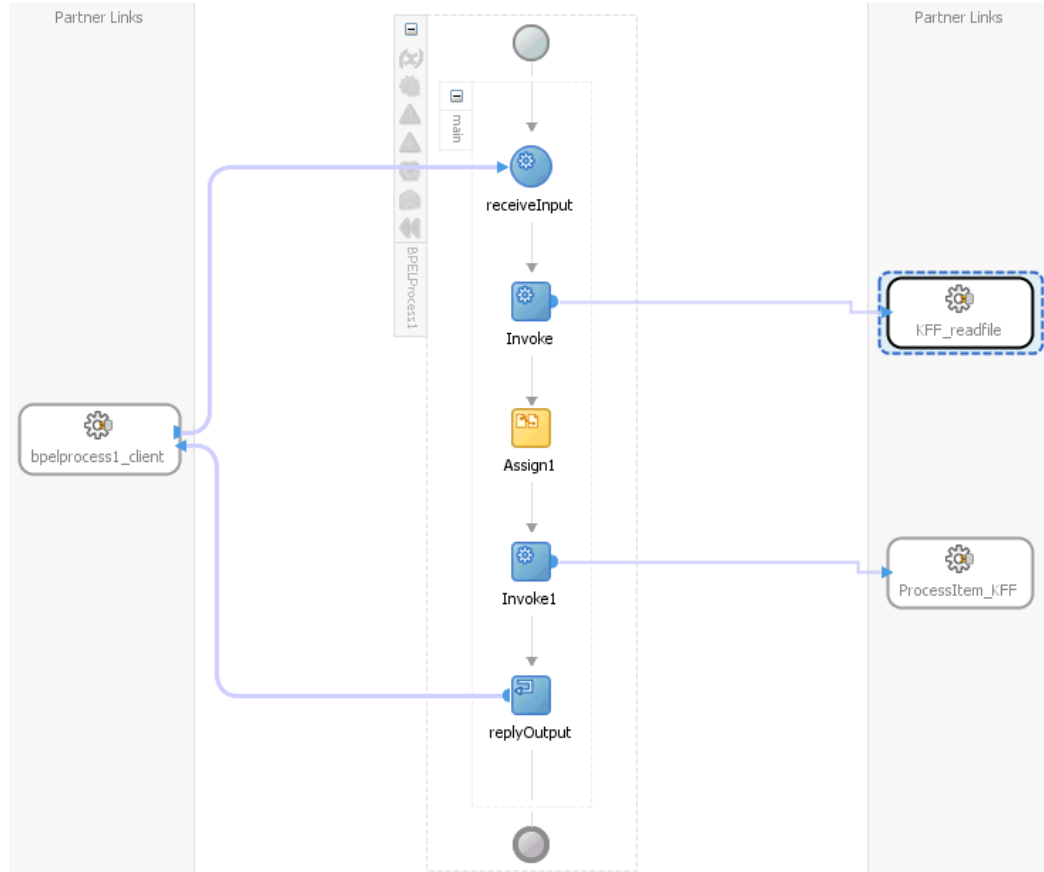 Partner Links
Partner Links
main
receiveInput
BPELProcess1
KFF_readfile
Invoke
bpelprocess1_client
Assign1
ProcessItem_KFF
Invoke1
replyOutput